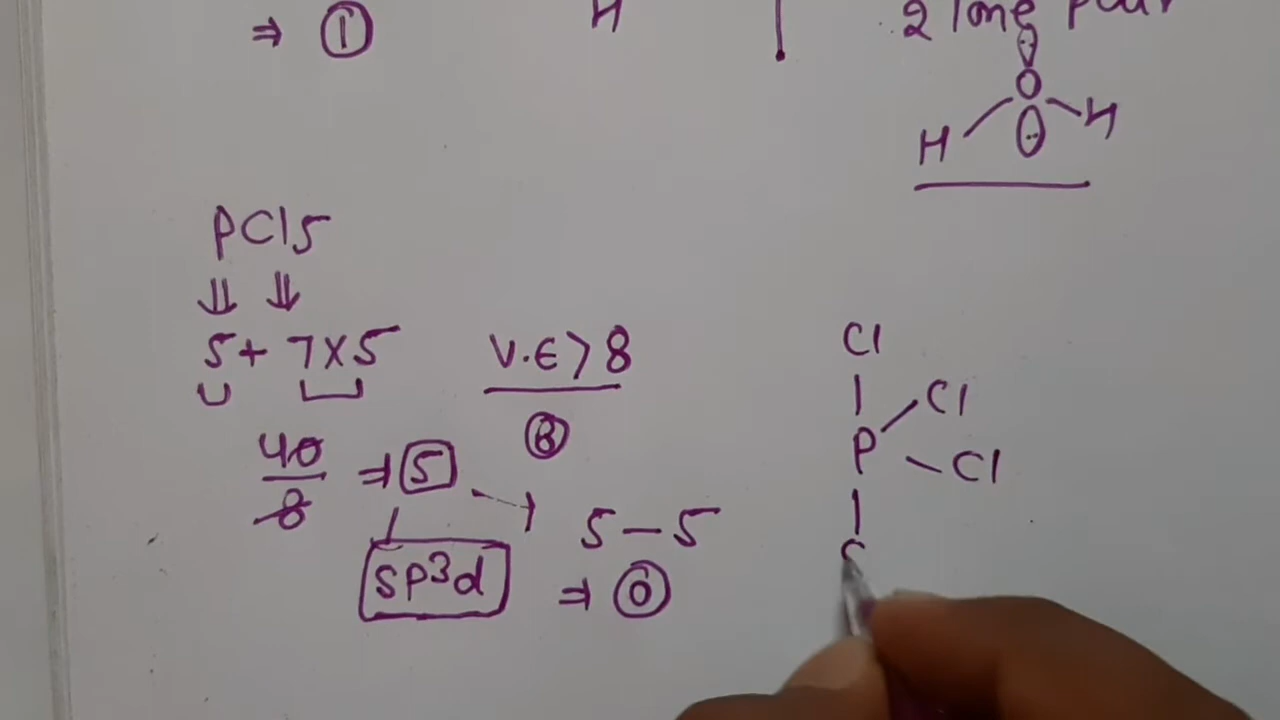 ⇒ 1
H
2 lone pair
O
H H
PCl5
⇓ ⇓
5 + 7×5
V.E > 8
8
40/8 ⇒ 5
sp³d
5 – 5
⇒ 0
Cl
Cl
P
Cl